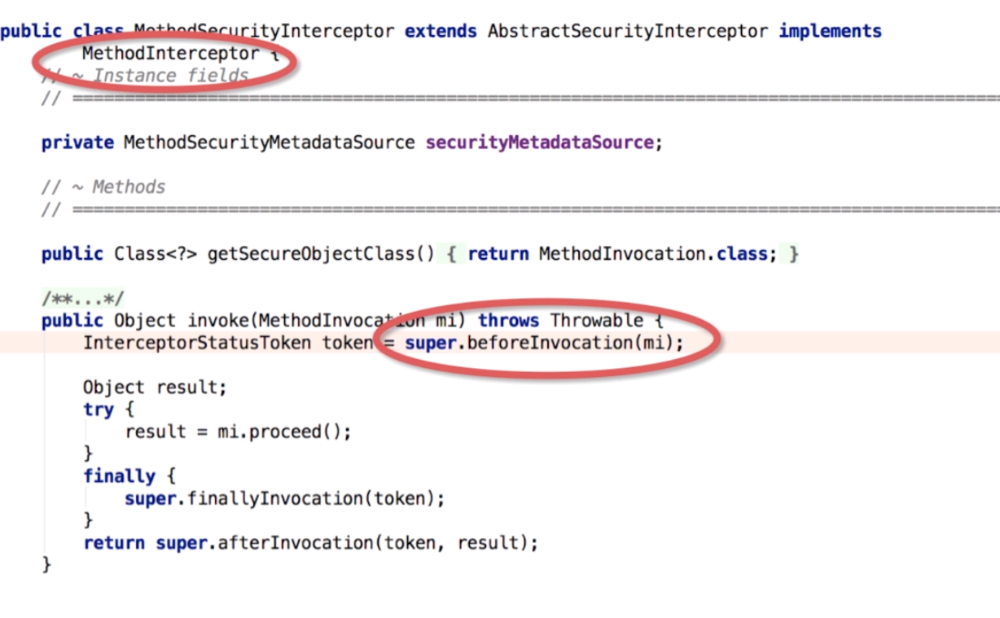 public class MethodSecurityInterceptor extends AbstractSecurityInterceptor implements
MethodInterceptor {
// ~ Instance fields
// ================================================================================================
private MethodSecurityMetadataSource securityMetadataSource;
// ~ Methods
// ================================================================================================
public Class<?> getSecureObjectClass() { return MethodInvocation.class; }
/**...*/
public Object invoke(MethodInvocation mi) throws Throwable {
InterceptorStatusToken token = super.beforeInvocation(mi);
Object result;
try {
result = mi.proceed();
}
finally {
super.finallyInvocation(token);
}
return super.afterInvocation(token, result);
}